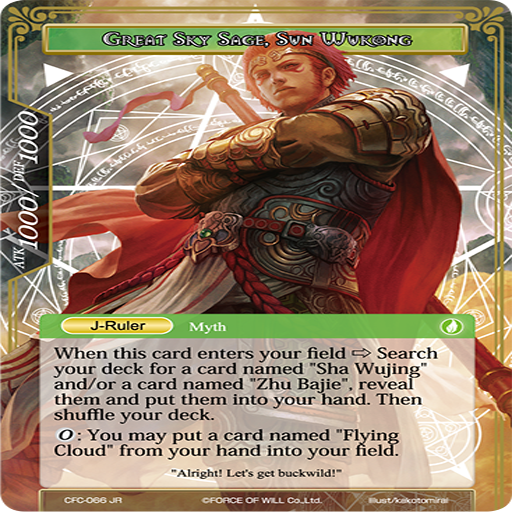 Great Sky Sage, Sun Wukong
ATK 1000 / DEF 1000
J-Ruler Myth
When this card enters your field ⇨ Search
your deck for a card named "Sha Wujing"
and/or a card named "Zhu Bajie", reveal
them and put them into your hand. Then
shuffle your deck.
O: You may put a card named "Flying
Cloud" from your hand into your field.
"Alright! Let's get buckwild!"
CFC-066 JR ©FORCE OF WILL Co.,Ltd. Illust/kakotomirai